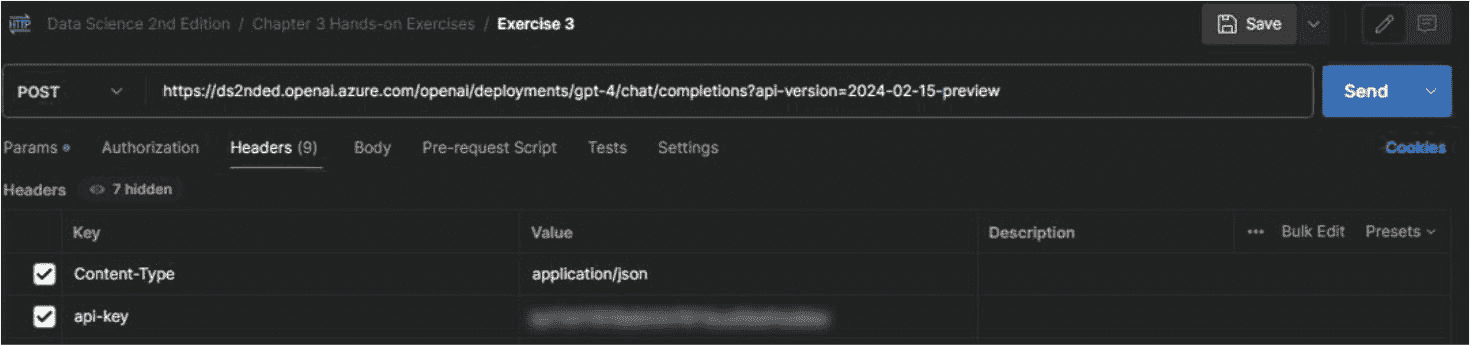 HTTP Data Science 2nd Edition / Chapter 3 Hands-on Exercises / Exercise 3 Save
POST https://ds2nded.openai.azure.com/openai/deployments/gpt-4/chat/completions?api-version=2024-02-15-preview Send
Params Authorization Headers (9) Body Pre-request Script Tests Settings Cookies
Headers 7 hidden
Key Value Description ••• Bulk Edit Presets
Content-Type application/json
api-key